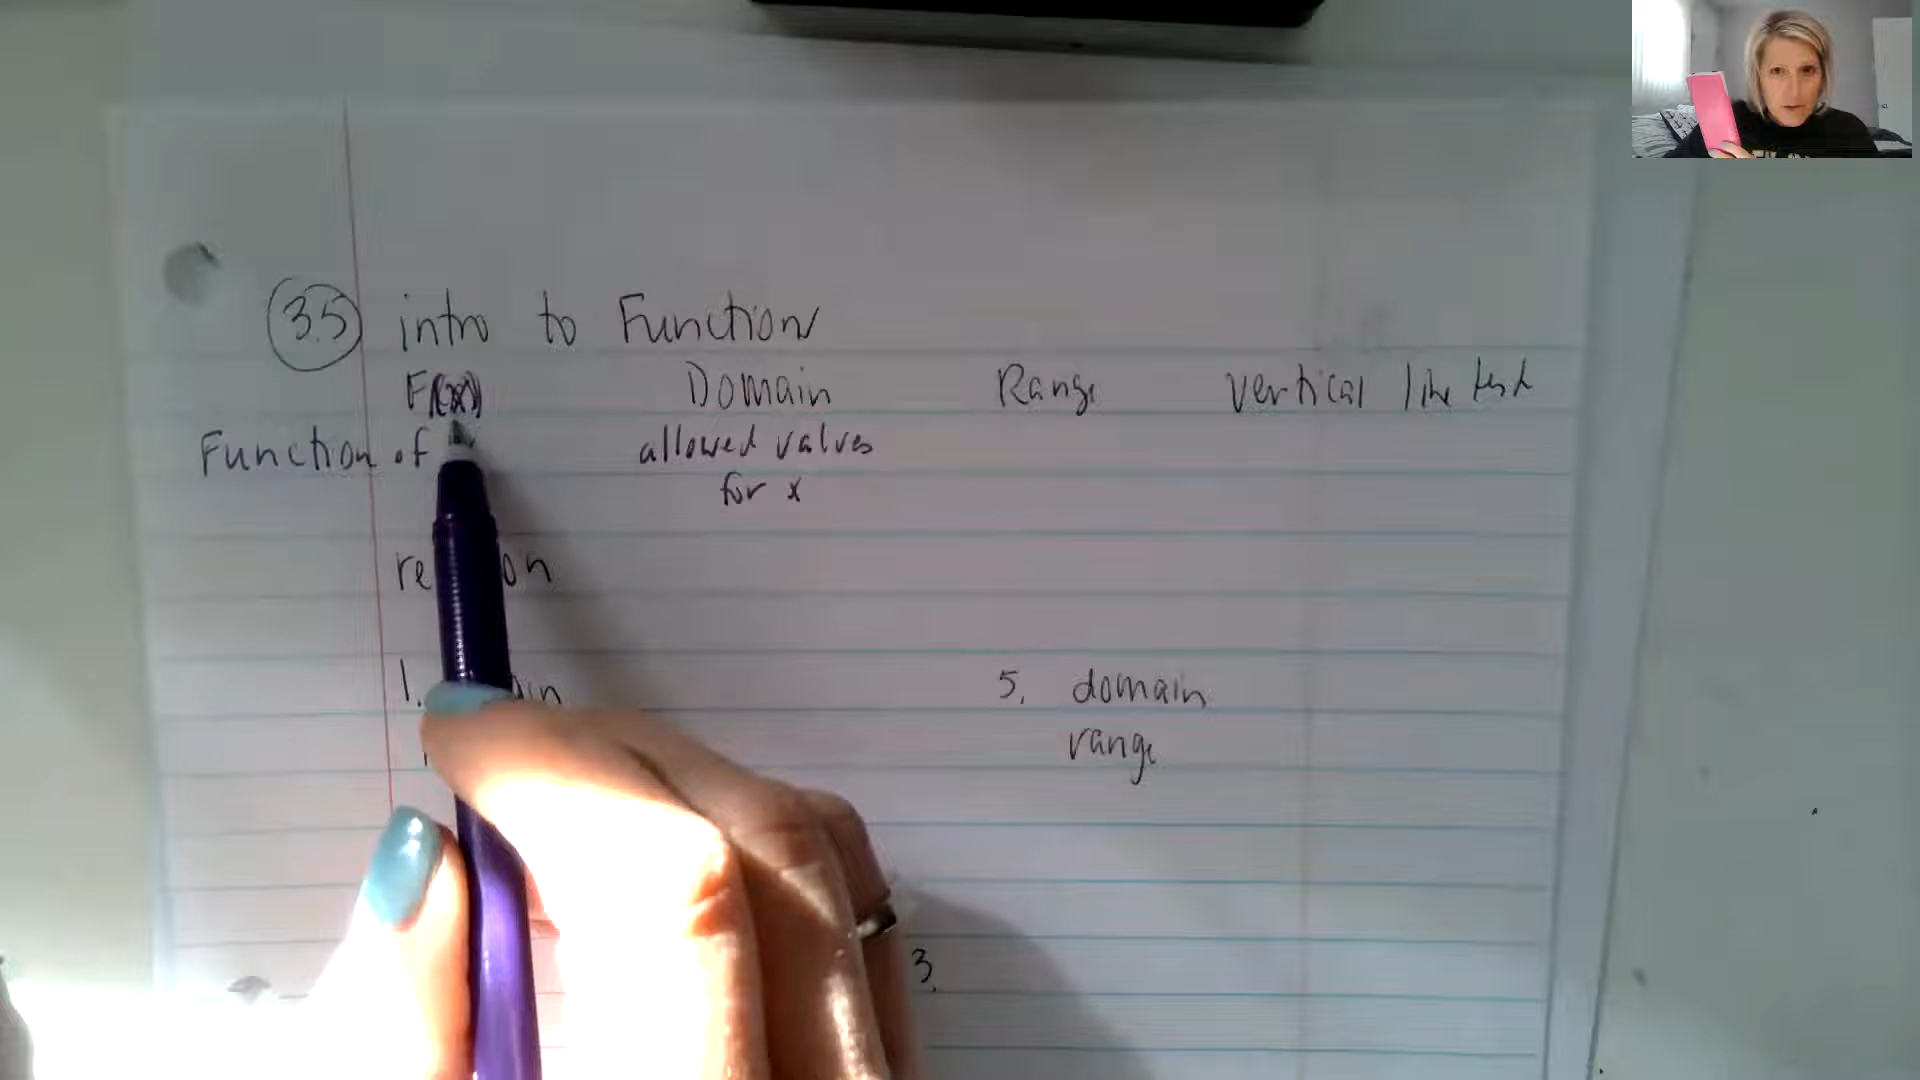 3.5 intro to Function
F(x) Domain Range vertical line test
Function of allowed values
for x
1.
5. domain
range
3.